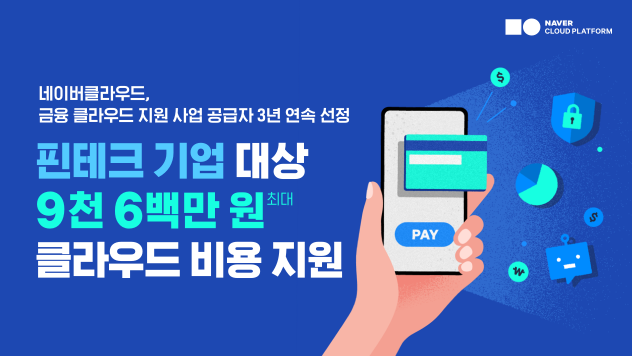 NAVER
CLOUD PLATFORM
네이버클라우드,
금융 클라우드 지원 사업 공급자 3년 연속 선정
핀테크 기업 대상
9천 6백만 원 최대
클라우드 비용 지원
$
PAY
$
₩